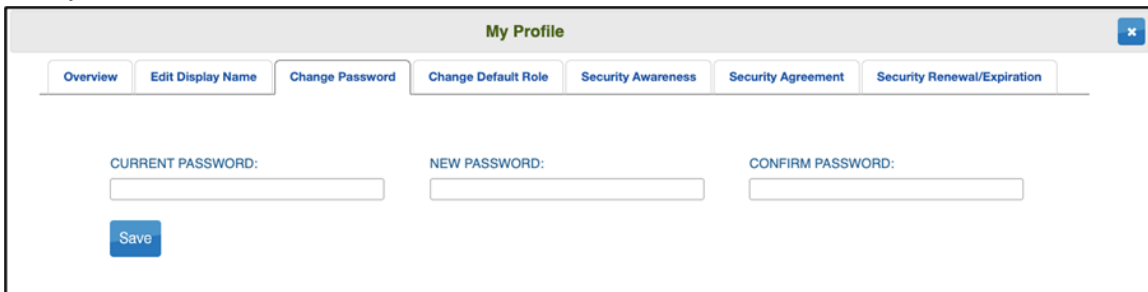 My Profile
Overview Edit Display Name Change Password Change Default Role Security Awareness Security Agreement Security Renewal/Expiration
CURRENT PASSWORD: NEW PASSWORD: CONFIRM PASSWORD:
Save